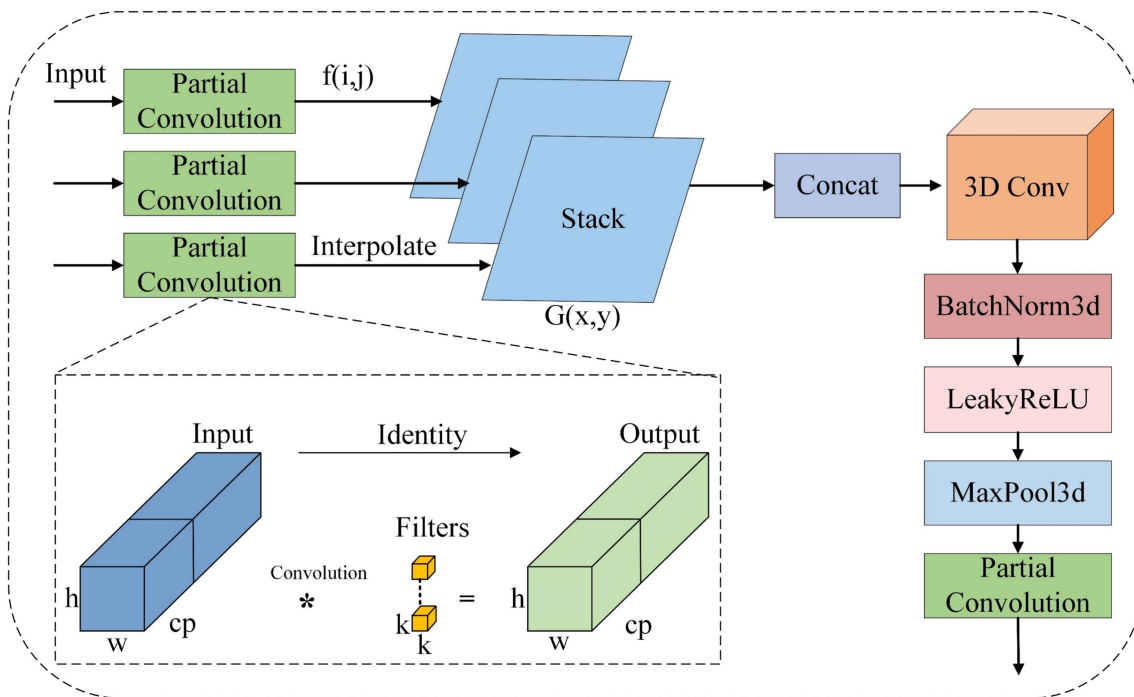 Input
Partial
Convolution
f(i,j)
Partial
Convolution
Partial
Convolution
Interpolate
Stack
G(x,y)
Concat
3D Conv
BatchNorm3d
LeakyReLU
MaxPool3d
Partial
Convolution
Input
Identity
Output
Filters
Convolution
*
=
h
w
cp
k
k
h
w
cp